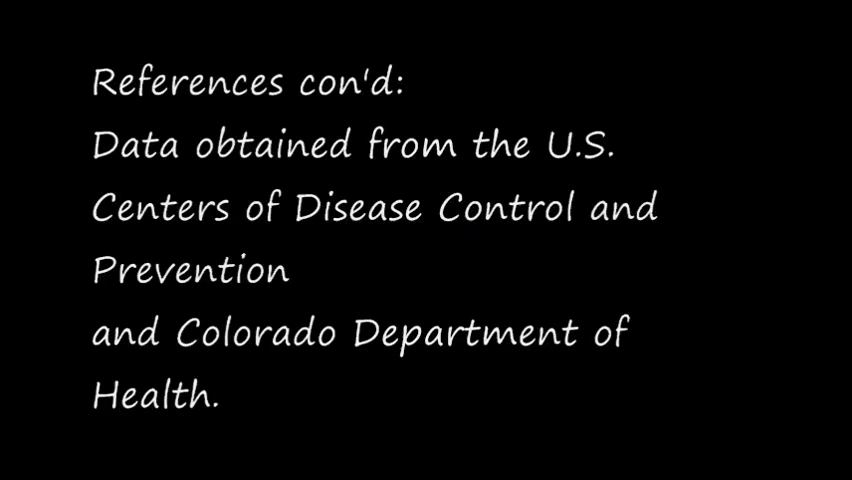 References con'd:
Data obtained from the U.S.
Centers of Disease Control and
Prevention
and Colorado Department of
Health.